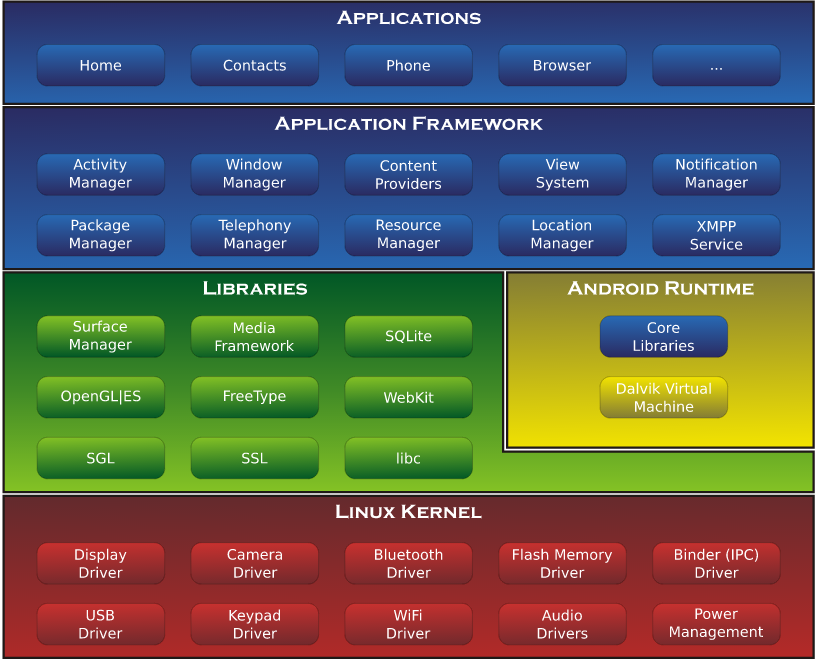 APPLICATIONS
Home
Contacts
Phone
Browser
...
APPLICATION FRAMEWORK
Activity
Manager
Window
Manager
Content
Providers
View
System
Notification
Manager
Package
Manager
Telephony
Manager
Resource
Manager
Location
Manager
XMPP
Service
LIBRARIES
Surface
Manager
Media
Framework
SQLite
OpenGL|ES
FreeType
WebKit
SGL
SSL
libc
ANDROID RUNTIME
Core
Libraries
Dalvik Virtual
Machine
LINUX KERNEL
Display
Driver
Camera
Driver
Bluetooth
Driver
Flash Memory
Driver
Binder (IPC)
Driver
USB
Driver
Keypad
Driver
WiFi
Driver
Audio
Drivers
Power
Management